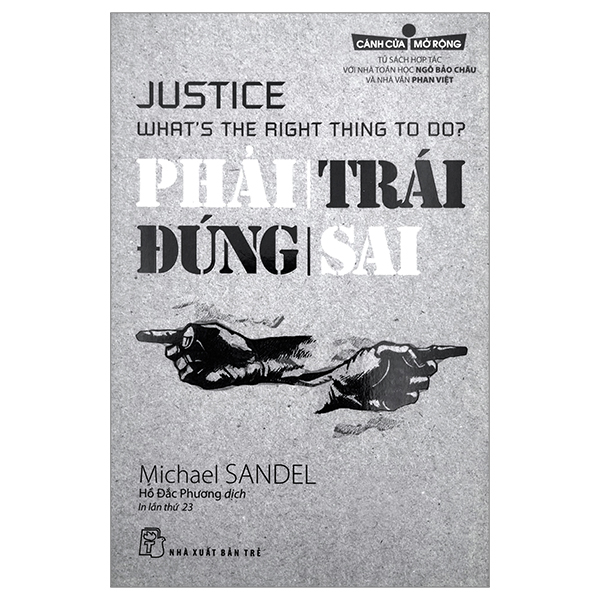 CÁNH CỬA MỞ RỘNG
TỦ SÁCH HỢP TÁC
VỚI NHÀ TOÁN HỌC NGÔ BẢO CHÂU
VÀ NHÀ VĂN PHAN VIỆT
JUSTICE
WHAT'S THE RIGHT THING TO DO?
PHẢI | TRÁI
ĐÚNG | SAI
Michael SANDEL
Hồ Đắc Phương dịch
In lần thứ 23
NHÀ XUẤT BẢN TRẺ